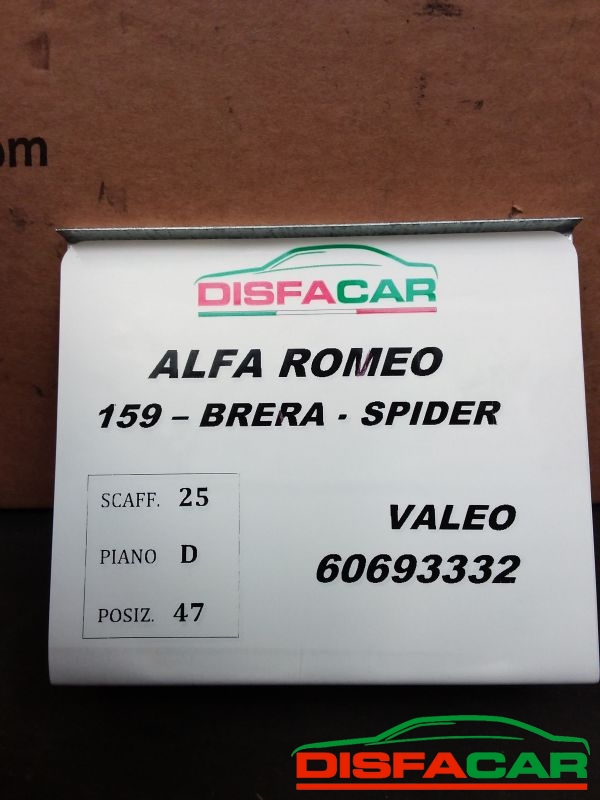 om
DISFACAR
ALFA ROMEO
159 – BRERA - SPIDER
SCAFF. 25
PIANO D
POSIZ. 47
VALEO
60693332
DISFACAR